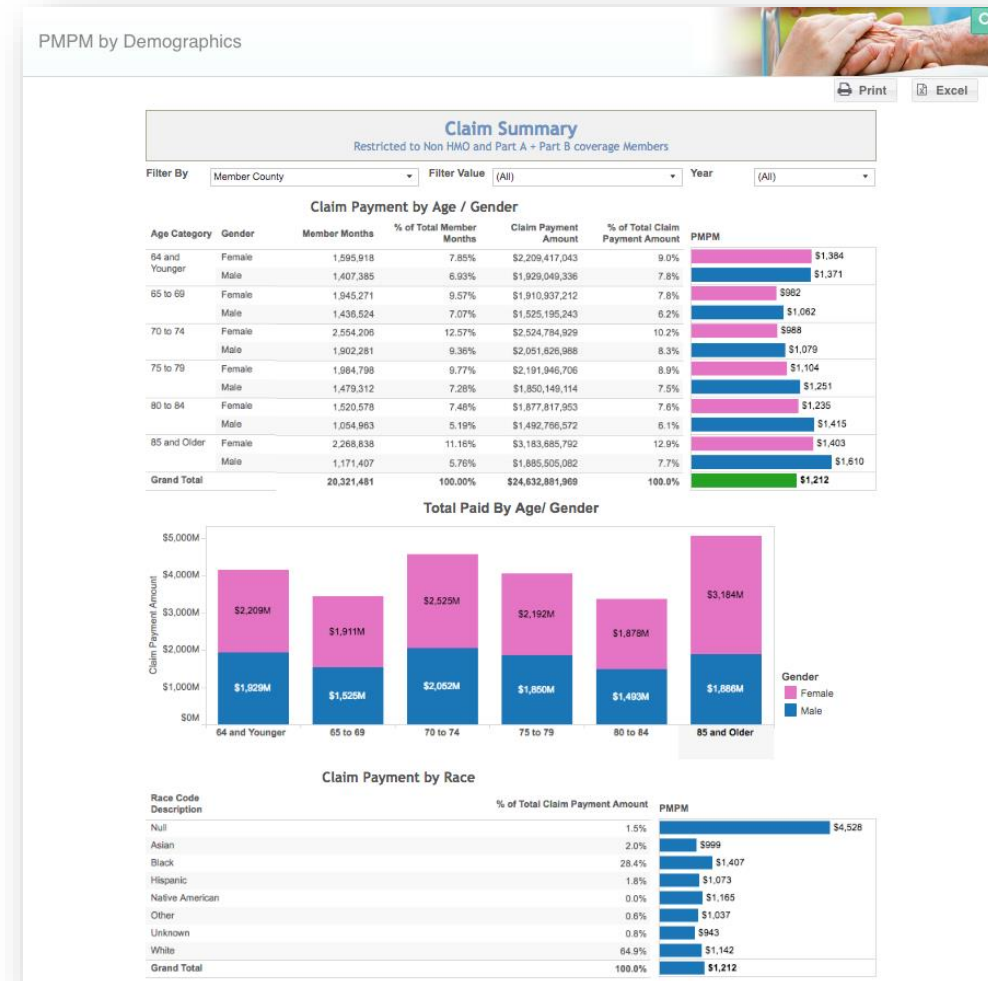 PMPM by Demographics
Print Excel
Claim Summary
Restricted to Non HMO and Part A + Part B coverage Members
Filter By Member County Filter Value (All) Year (All)
Claim Payment by Age / Gender
Age Category Gender Member Months % of Total Member Months Claim Payment Amount % of Total Claim Payment Amount PMPM
64 and Younger Female 1,595,918 7.85% $2,209,417,043 9.0% $1,384
Male 1,407,385 6.93% $1,929,049,336 7.8% $1,371
65 to 69 Female 1,945,271 9.57% $1,910,937,212 7.8% $982
Male 1,436,524 7.07% $1,525,195,243 6.2% $1,062
70 to 74 Female 2,554,206 12.57% $2,524,784,929 10.2% $988
Male 1,902,281 9.36% $2,051,626,988 8.3% $1,079
75 to 79 Female 1,984,798 9.77% $2,191,946,706 8.9% $1,104
Male 1,479,312 7.28% $1,850,149,114 7.5% $1,251
80 to 84 Female 1,520,578 7.48% $1,877,817,953 7.6% $1,235
Male 1,054,963 5.19% $1,492,766,572 6.1% $1,415
85 and Older Female 2,268,838 11.16% $3,183,685,792 12.9% $1,403
Male 1,171,407 5.76% $1,885,505,082 7.7% $1,610
Grand Total 20,321,481 100.00% $24,632,881,969 100.0% $1,212
Total Paid By Age/ Gender
Claim Payment Amount
$5,000M
$4,000M
$3,000M
$2,000M
$1,000M
$0M
$2,209M $1,911M $2,525M $2,192M $1,878M $3,184M
$1,929M $1,525M $2,052M $1,850M $1,493M $1,886M
64 and Younger 65 to 69 70 to 74 75 to 79 80 to 84 85 and Older
Gender
Female
Male
Claim Payment by Race
Race Code Description % of Total Claim Payment Amount PMPM
Null 1.5% $4,528
Asian 2.0% $999
Black 28.4% $1,407
Hispanic 1.8% $1,073
Native American 0.0% $1,165
Other 0.6% $1,037
Unknown 0.8% $943
White 64.9% $1,142
Grand Total 100.0% $1,212